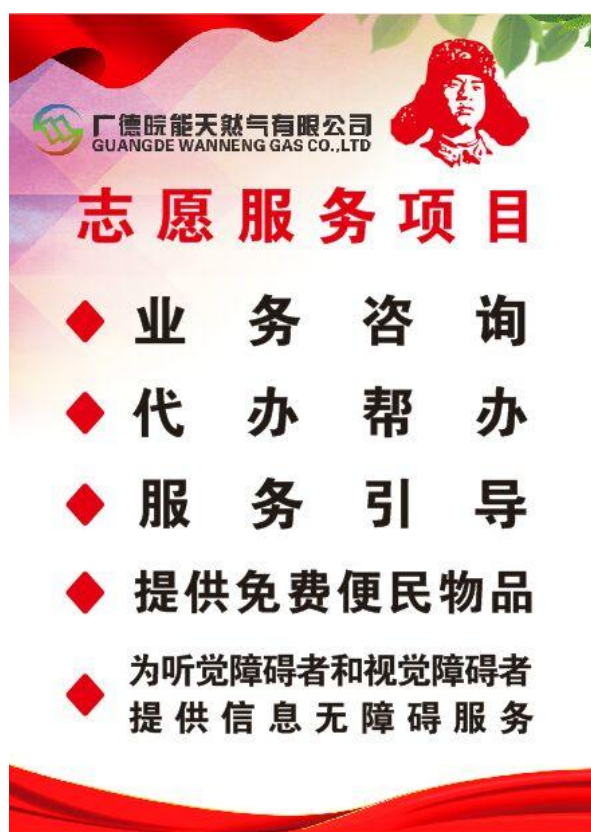 广德皖能天然气有限公司
GUANGDE WANNENG GAS CO.,LTD
志愿服务项目
业务咨询
代办帮办
服务引导
提供免费便民物品
为听觉障碍者和视觉障碍者
提供信息无障碍服务